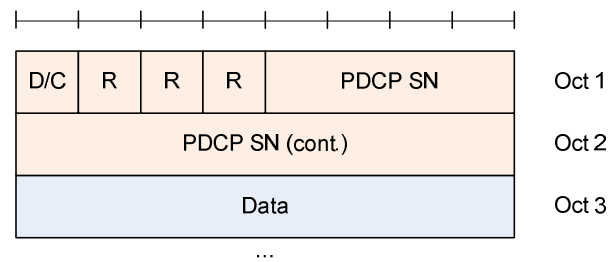 D/C R R R PDCP SN Oct 1
PDCP SN (cont.) Oct 2
Data Oct 3
...